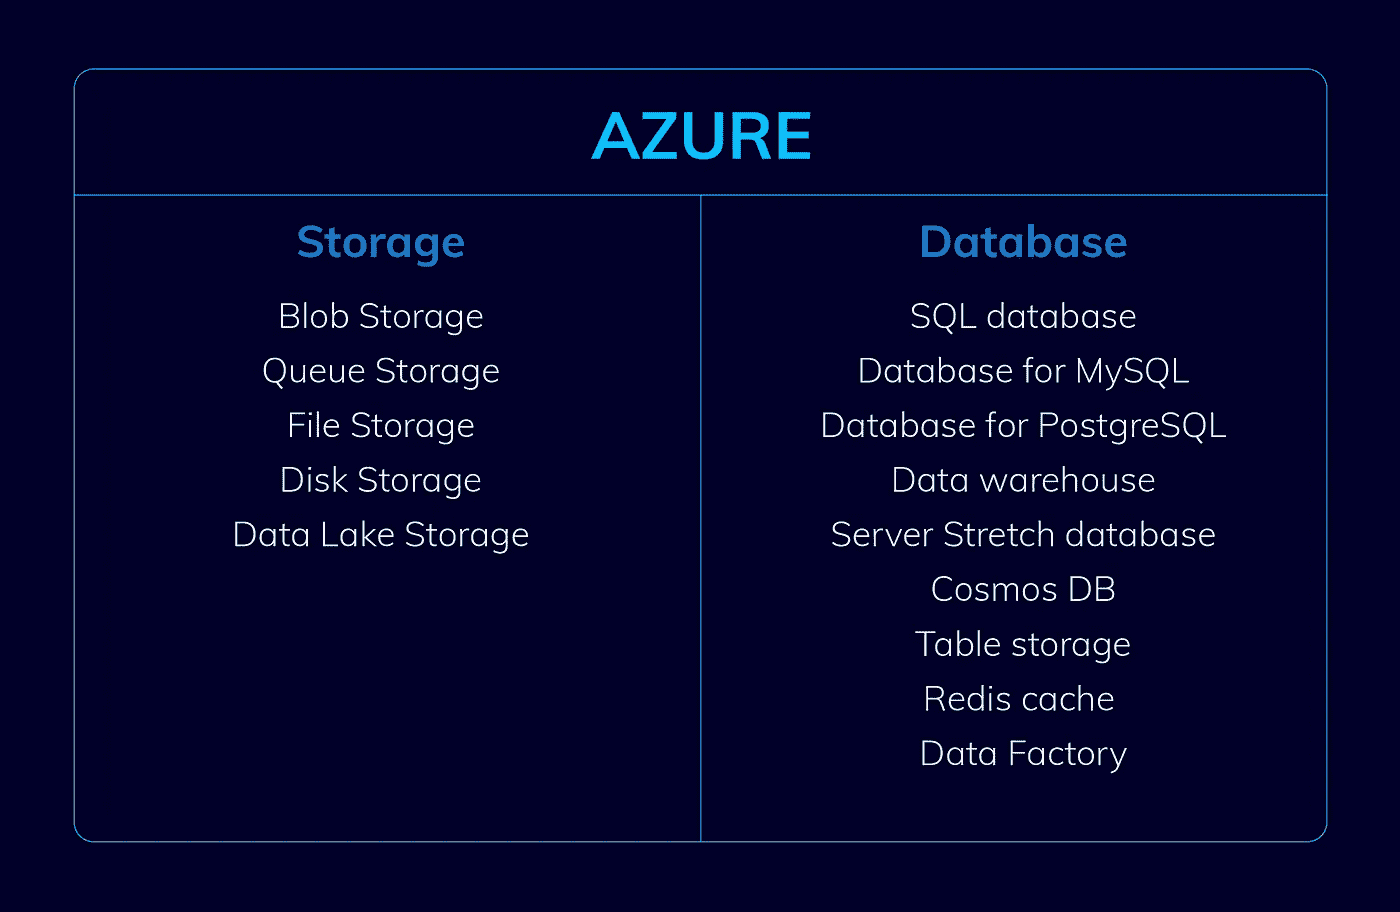 AZURE
Storage
Blob Storage
Queue Storage
File Storage
Disk Storage
Data Lake Storage
Database
SQL database
Database for MySQL
Database for PostgreSQL
Data warehouse
Server Stretch database
Cosmos DB
Table storage
Redis cache
Data Factory